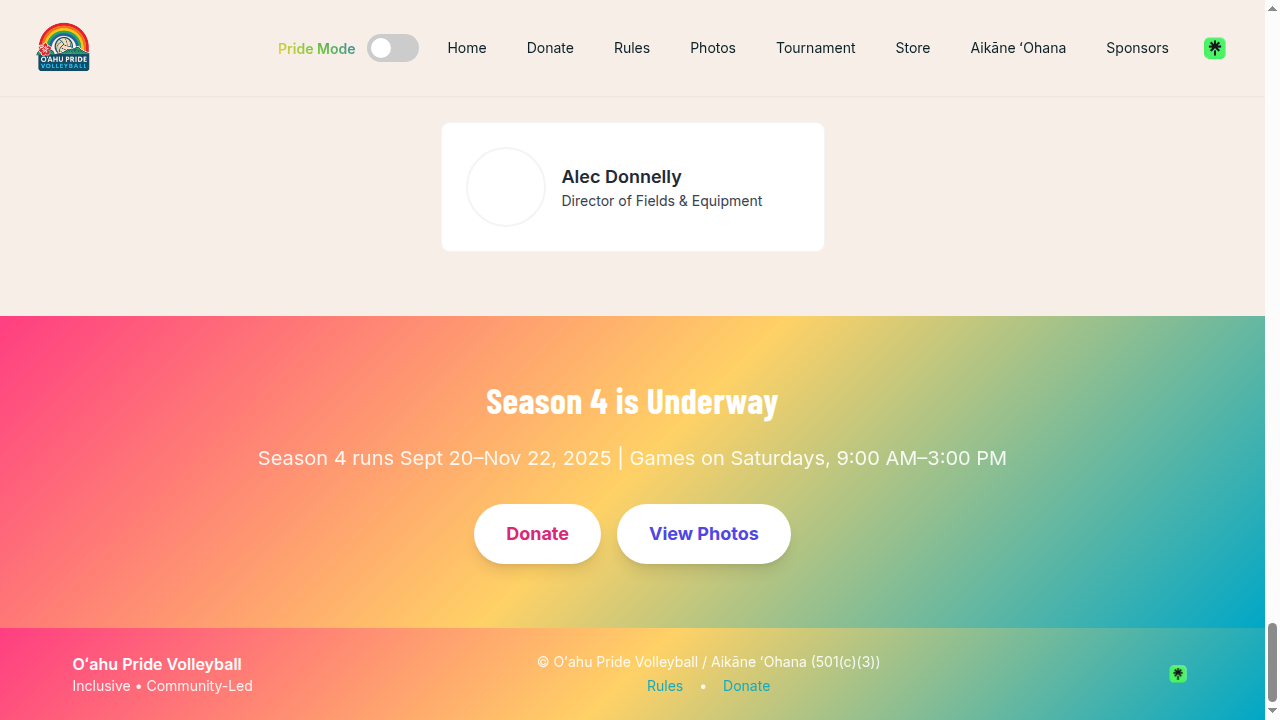 O'AHU PRIDE
VOLLEYBALL
Pride Mode
Home
Donate
Rules
Photos
Tournament
Store
Aikāne ʻOhana
Sponsors
Alec Donnelly
Director of Fields & Equipment
Season 4 is Underway
Season 4 runs Sept 20–Nov 22, 2025 | Games on Saturdays, 9:00 AM–3:00 PM
Donate
View Photos
Oʻahu Pride Volleyball
Inclusive • Community-Led
© Oʻahu Pride Volleyball / Aikāne ʻOhana (501(c)(3))
Rules • Donate